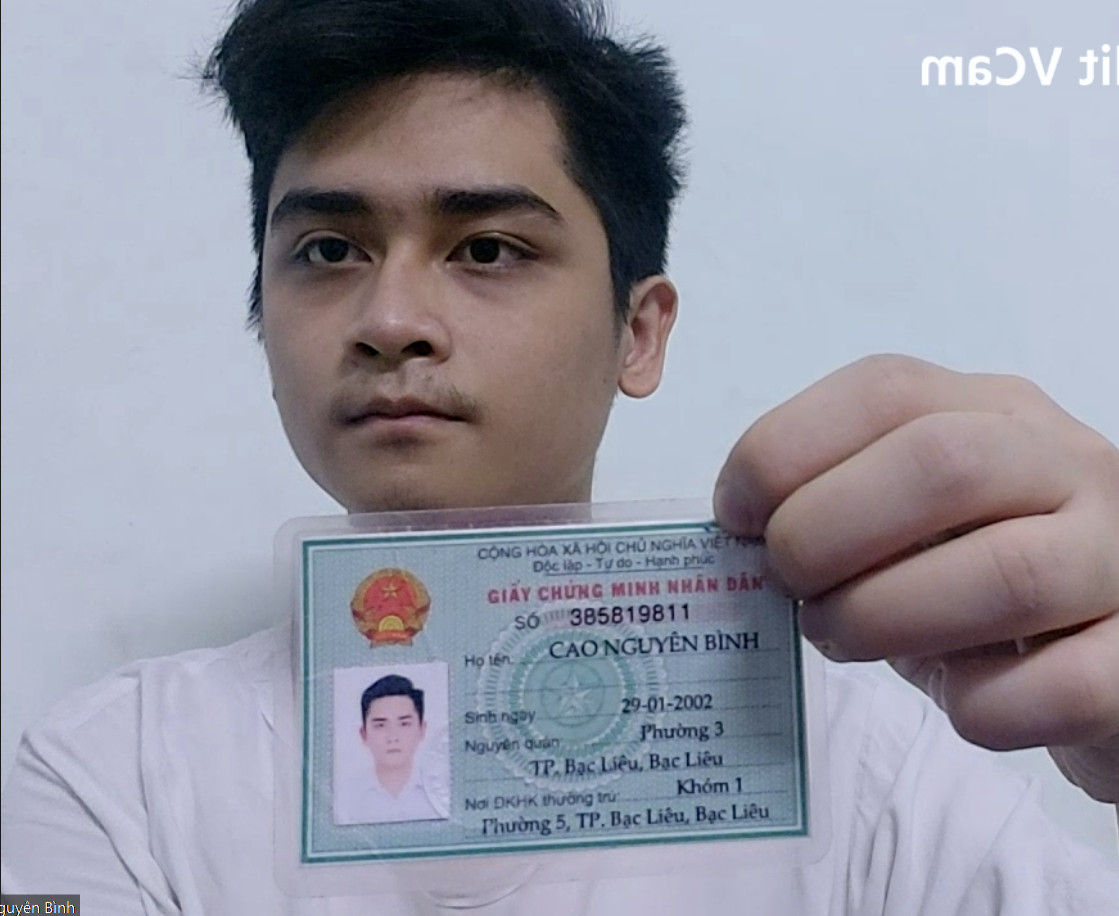 lit VCam
CỘNG HÒA XÃ HỘI CHỦ NGHĨA VIỆT NAM
Độc lập - Tự do - Hạnh phúc
GIẤY CHỨNG MINH NHÂN DÂN
SỐ 385819811
Họ tên: CAO NGUYÊN BÌNH
Sinh ngày 29-01-2002
Nguyên quán Phường 3
TP. Bạc Liêu, Bạc Liêu
Nơi ĐKHK thường trú: Khóm 1
Phường 5, TP. Bạc Liêu, Bạc Liêu
guyên Bình